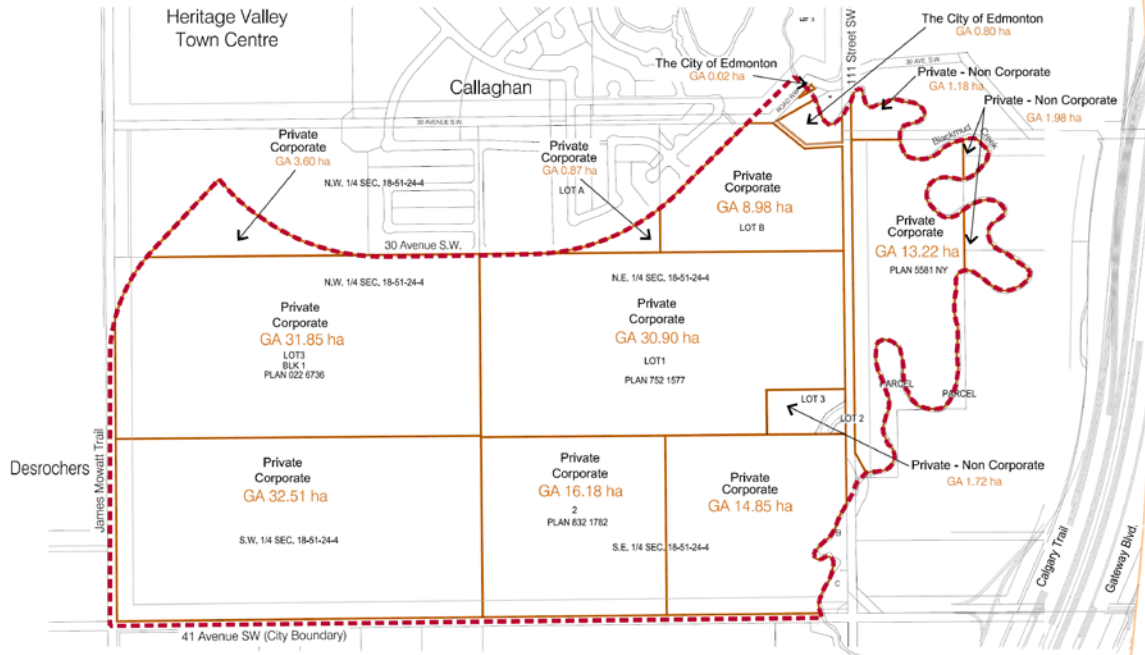 Heritage Valley
Town Centre
LOT 3
111 Street SW
The City of Edmonton
GA 0.80 ha
The City of Edmonton
GA 0.02 ha
30 AVE S.W.
Private - Non Corporate
GA 1.18 ha
Callaghan
Private - Non Corporate
GA 1.98 ha
30 AVENUE S.W.
Blackmud
Creek
Private
Corporate
GA 3.60 ha
Private
Corporate
GA 0.87 ha
LOT A
N.W. 1/4 SEC. 18-51-24-4
Private
Corporate
GA 8.98 ha
LOT B
Private
Corporate
GA 13.22 ha
PLAN 5581 NY
30 Avenue S.W.
N.W. 1/4 SEC. 18-51-24-4
N.E. 1/4 SEC. 18-51-24-4
Private
Corporate
GA 31.85 ha
LOT3
BLK 1
PLAN 022 6736
Private
Corporate
GA 30.90 ha
LOT1
PLAN 752 1577
PARCEL
PARCEL
LOT 3
LOT 2
Private - Non Corporate
GA 1.72 ha
Desrochers
James Mowatt Trail
Private
Corporate
GA 32.51 ha
S.W. 1/4 SEC. 18-51-24-4
Private
Corporate
GA 16.18 ha
2
PLAN 832 1782
Private
Corporate
GA 14.85 ha
S.E. 1/4 SEC. 18-51-24-4
B
C
Calgary Trail
Gateway Blvd.
41 Avenue SW (City Boundary)